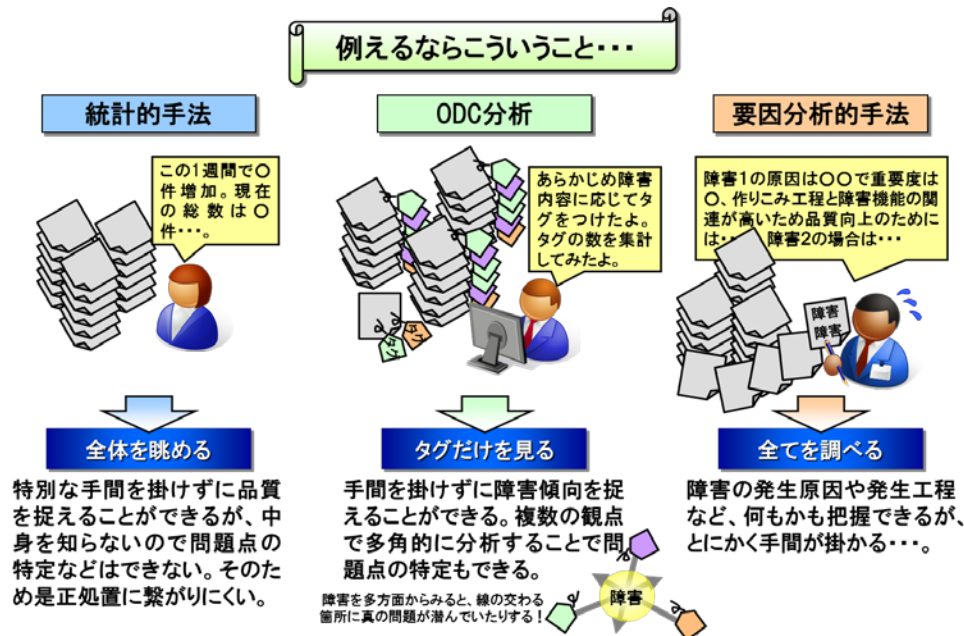 例えるならこういうこと･･･
統計的手法
この1週間で〇
件増加。現在
の総数は〇
件･･･。
全体を眺める
特別な手間を掛けずに品質
を捉えることができるが、中
身を知らないので問題点の
特定などはできない。そのた
め是正処置に繋がりにくい。
ODC分析
あらかじめ障害
内容に応じてタ
グをつけたよ。
タグの数を集計
してみたよ。
タグ
タグ
タグだけを見る
手間を掛けずに障害傾向を捉
えることができる。複数の観点
で多角的に分析することで問
題点の特定もできる。
障害を多方面からみると、線の交わる
箇所に真の問題が潜んでいたりする！
障害
要因分析的手法
障害1の原因は〇〇で重要度は
〇、作りこみ工程と障害機能の関
連が高いため品質向上のために
は･･･　障害2の場合は･･･
障害
障害
全てを調べる
障害の発生原因や発生工程
など、何もかも把握できるが、
とにかく手間が掛かる･･･。